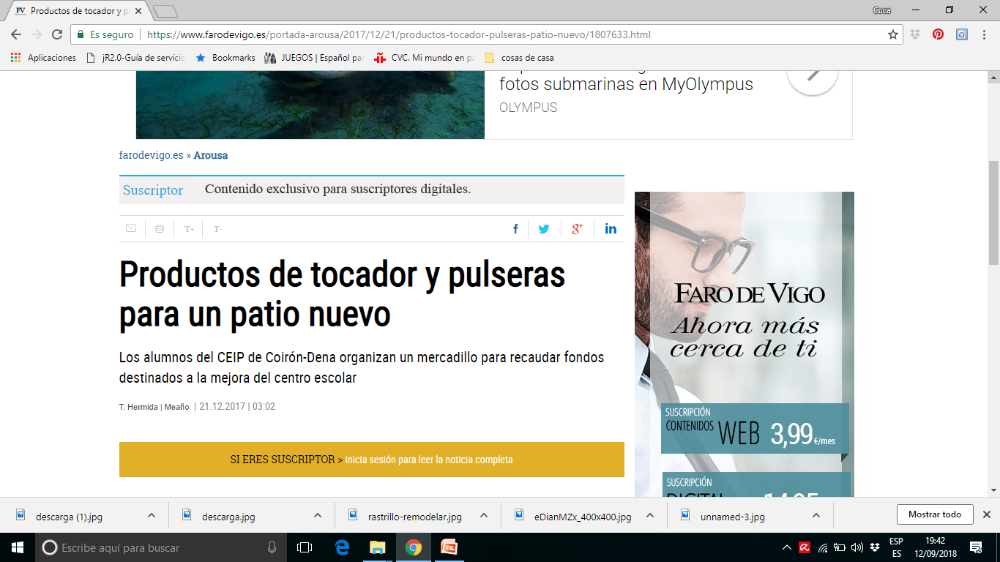 FV Productos de tocador y p
Cuca
Es seguro | https://www.farodevigo.es/portada-arousa/2017/12/21/productos-tocador-pulseras-patio-nuevo/1807633.html
Aplicaciones jR2.0-Guía de servicio Bookmarks JUEGOS | Español pa CVC. Mi mundo en pa cosas de casa
fotos submarinas en MyOlympus
OLYMPUS
farodevigo.es » Arousa
Suscriptor Contenido exclusivo para suscriptores digitales.
T+ T-
f g+ in
Productos de tocador y pulseras
para un patio nuevo
Los alumnos del CEIP de Coirón-Dena organizan un mercadillo para recaudar fondos
destinados a la mejora del centro escolar
T. Hermida | Meaño | 21.12.2017 | 03:02
SI ERES SUSCRIPTOR > inicia sesión para leer la noticia completa
FARO DE VIGO
Ahora más
cerca de ti
SUSCRIPCIÓN
CONTENIDOS WEB 3,99 €/mes
SUSCRIPCIÓN
DIGITAL
descarga (1).jpg descarga.jpg rastrillo-remodelar.jpg eDianMZx_400x400.jpg unnamed-3.jpg Mostrar todo
Escribe aquí para buscar
ESP
ES
19:42
12/09/2018